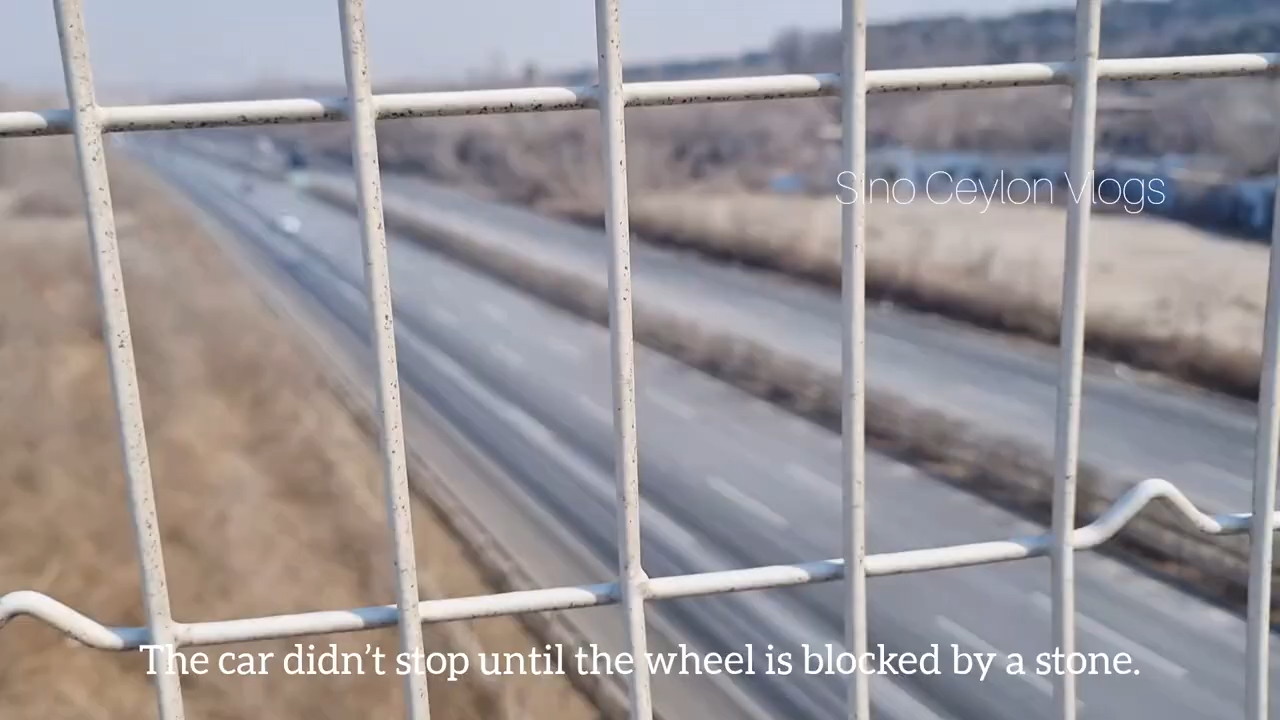 Sino Ceylon Vlogs
The car didn't stop until the wheel is blocked by a stone.